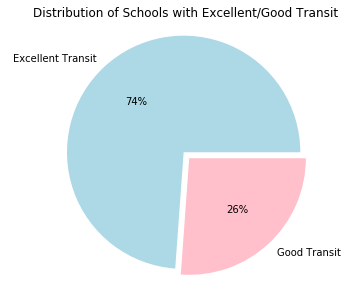 Distribution of Schools with Excellent/Good Transit
Excellent Transit
74%
26%
Good Transit